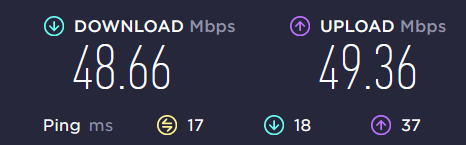 DOWNLOAD Mbps UPLOAD Mbps
48.66 49.36
Ping ms 17 18 37